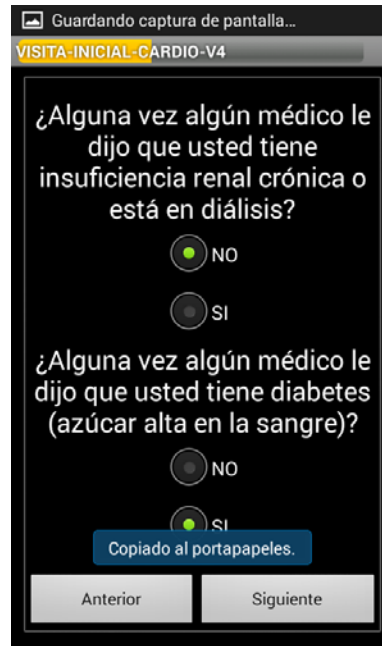 Guardando captura de pantalla...
VISITA-INICIAL-CARDIO-V4
¿Alguna vez algún médico le
dijo que usted tiene
insuficiencia renal crónica o
está en diálisis?
NO
SI
¿Alguna vez algún médico le
dijo que usted tiene diabetes
(azúcar alta en la sangre)?
NO
SI
Copiado al portapapeles.
Anterior Siguiente